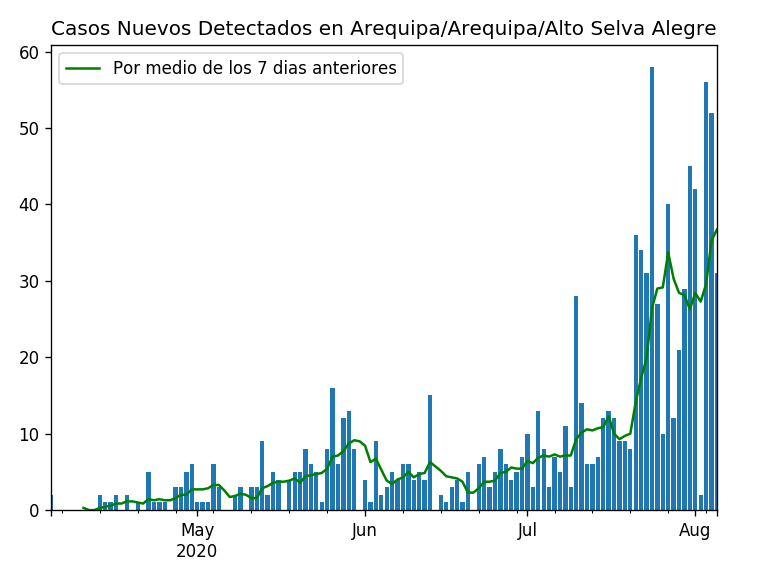 Casos Nuevos Detectados en Arequipa/Arequipa/Alto Selva Alegre
Por medio de los 7 dias anteriores
60
50
40
30
20
10
0
May Jun Jul Aug
2020